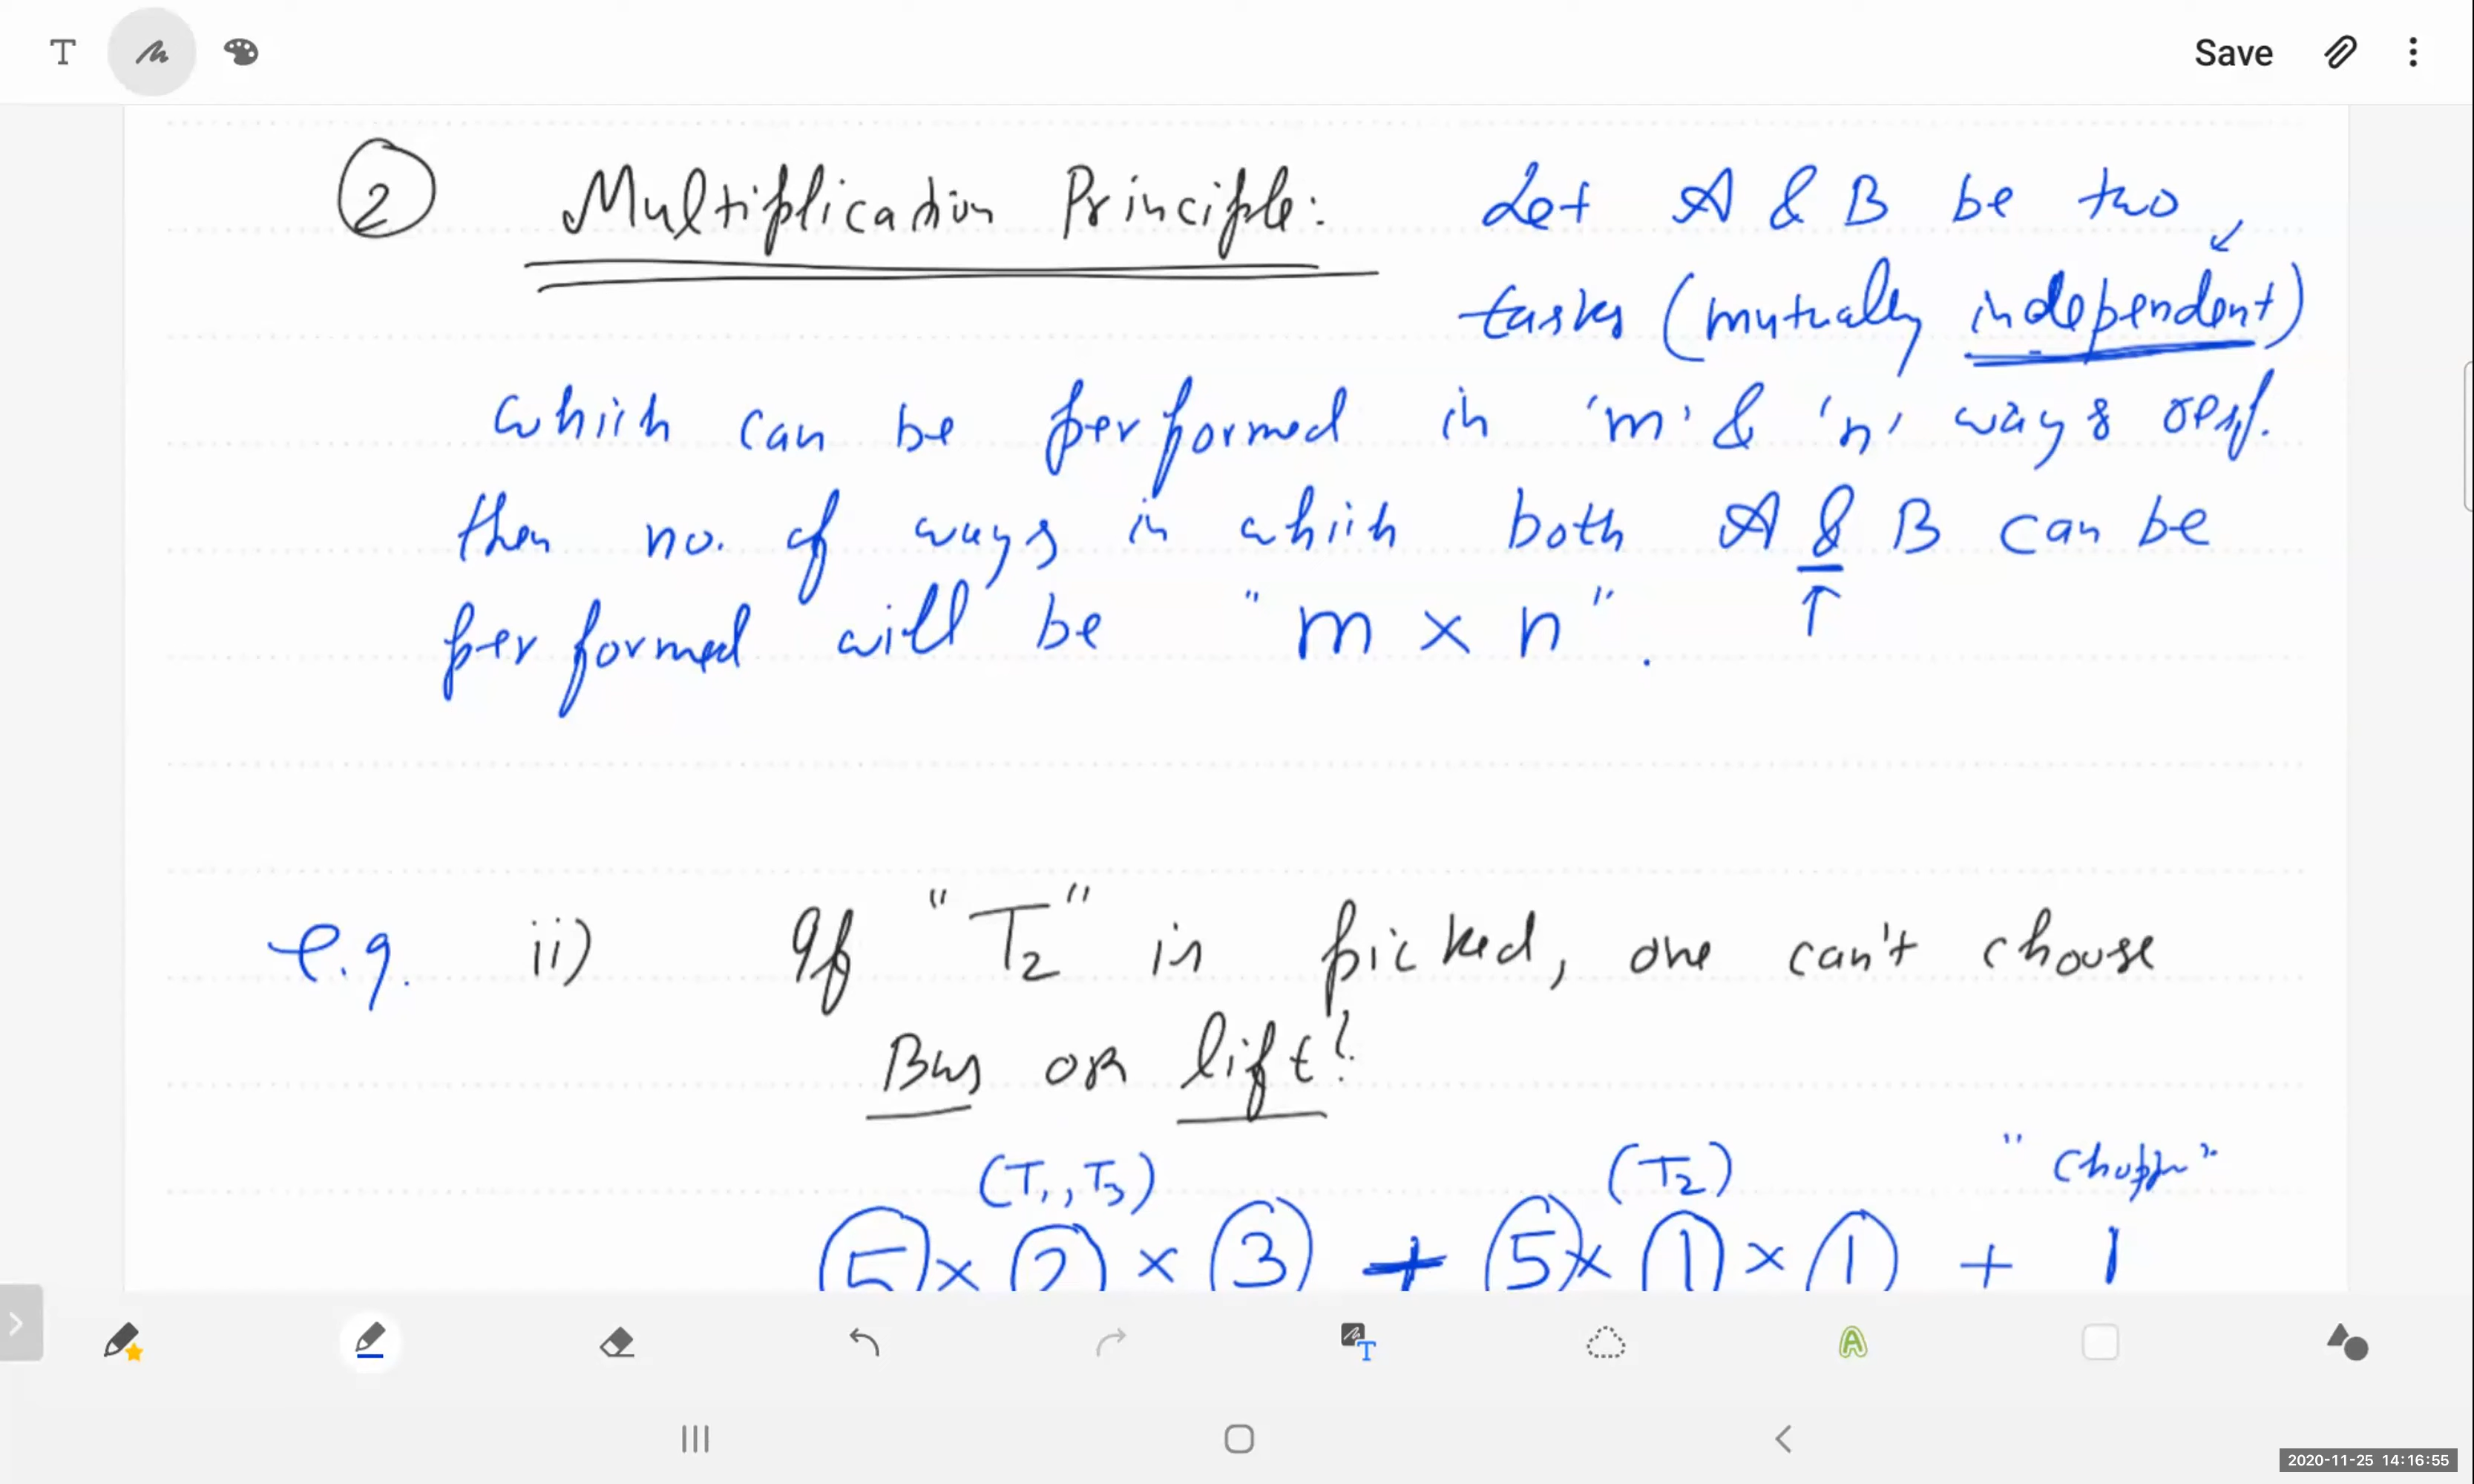 T Save
② Multiplication Principle: Let A & B be two
tasks (mutually independent)
which can be performed in 'm' & 'n' ways resp.
then no. of ways in which both A & B can be
performed will be "m × n".
e.g. ii) If "T2" is picked, one can't choose
Bus or lift?
(T1, T3) (T2)
5 × 2 × 3 + 5 × 1 × 1 + 1
2020-11-25 14:16:55